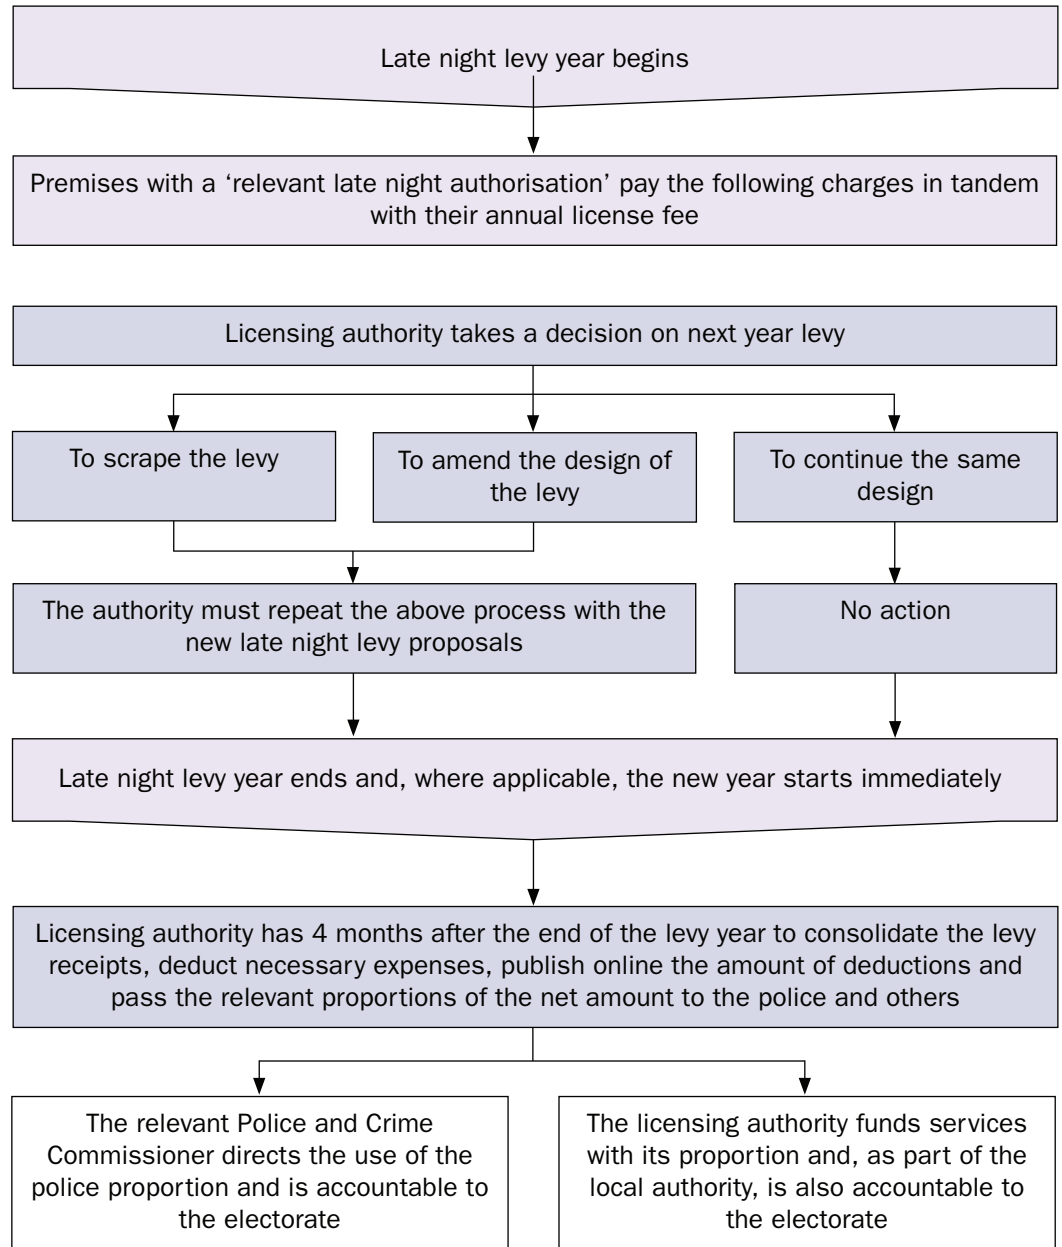 Late night levy year begins
Premises with a ‘relevant late night authorisation’ pay the following charges in tandem
with their annual license fee
Licensing authority takes a decision on next year levy
To scrape the levy
To amend the design of
the levy
To continue the same
design
The authority must repeat the above process with the
new late night levy proposals
No action
Late night levy year ends and, where applicable, the new year starts immediately
Licensing authority has 4 months after the end of the levy year to consolidate the levy
receipts, deduct necessary expenses, publish online the amount of deductions and
pass the relevant proportions of the net amount to the police and others
The relevant Police and Crime
Commissioner directs the use of the
police proportion and is accountable to
the electorate
The licensing authority funds services
with its proportion and, as part of the
local authority, is also accountable to
the electorate